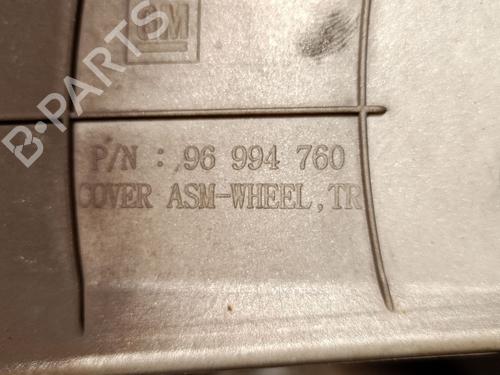 GM
B-PARTS
P/N : 96 994 760
COVER ASM-WHEEL, TR